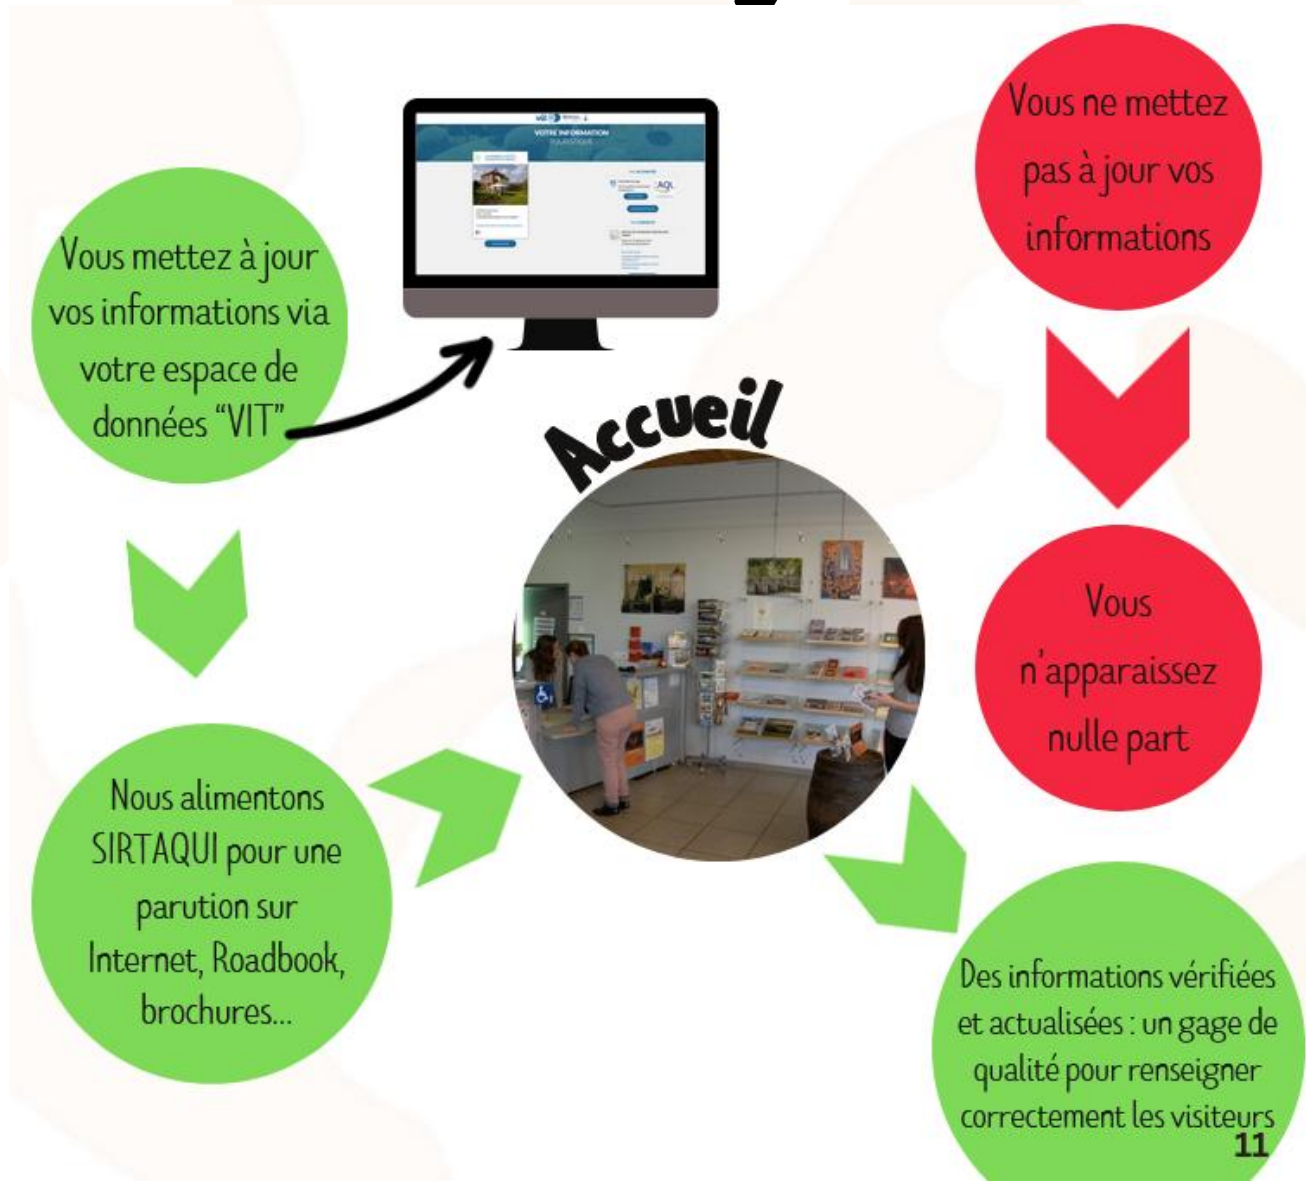 Vous mettez à jour
vos informations via
votre espace de
données “VIT”
VOTRE INFORMATION
TOURISTIQUE
Accueil
Nous alimentons
SIRTAQUI pour une
parution sur
Internet, Roadbook,
brochures...
Vous ne mettez
pas à jour vos
informations
Vous
n'apparaissez
nulle part
Des informations vérifiées
et actualisées : un gage de
qualité pour renseigner
correctement les visiteurs
11